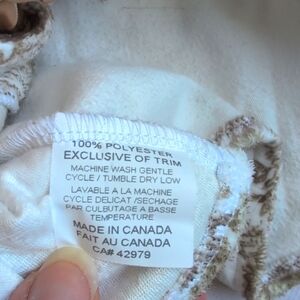 100% POLYESTER
EXCLUSIVE OF TRIM
MACHINE WASH GENTLE
CYCLE / TUMBLE DRY LOW
LAVABLE A LA MACHINE
CYCLE DELICAT /SECHAGE
PAR CULBUTAGE A BASSE
TEMPERATURE
MADE IN CANADA
FAIT AU CANADA
CA# 42979